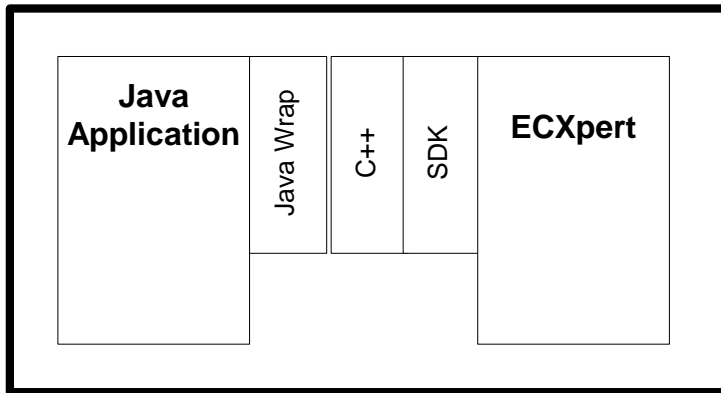 Java
Application
Java Wrap
C++
SDK
ECXpert